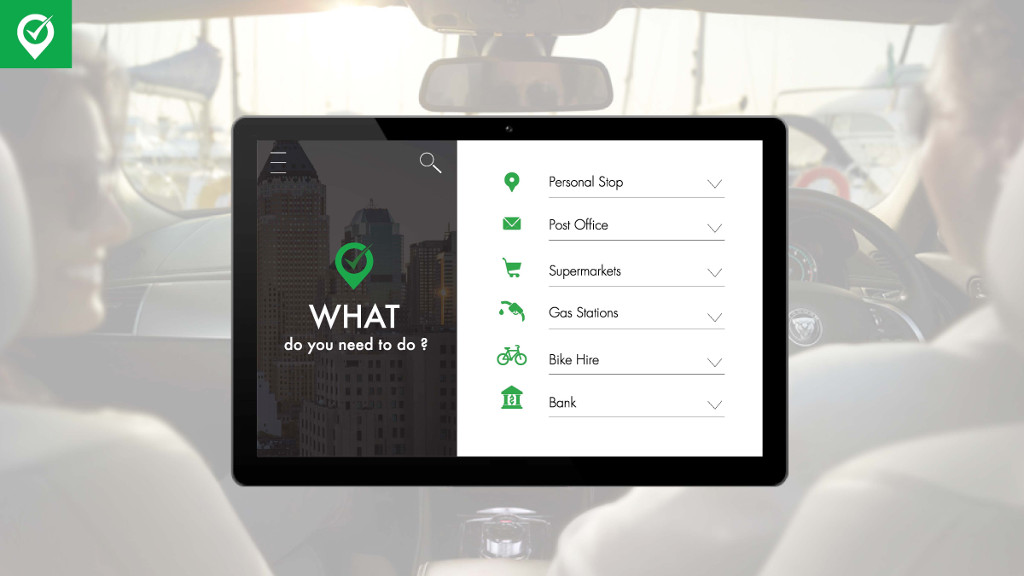 WHAT
do you need to do ?
Personal Stop
Post Office
Supermarkets
Gas Stations
Bike Hire
Bank